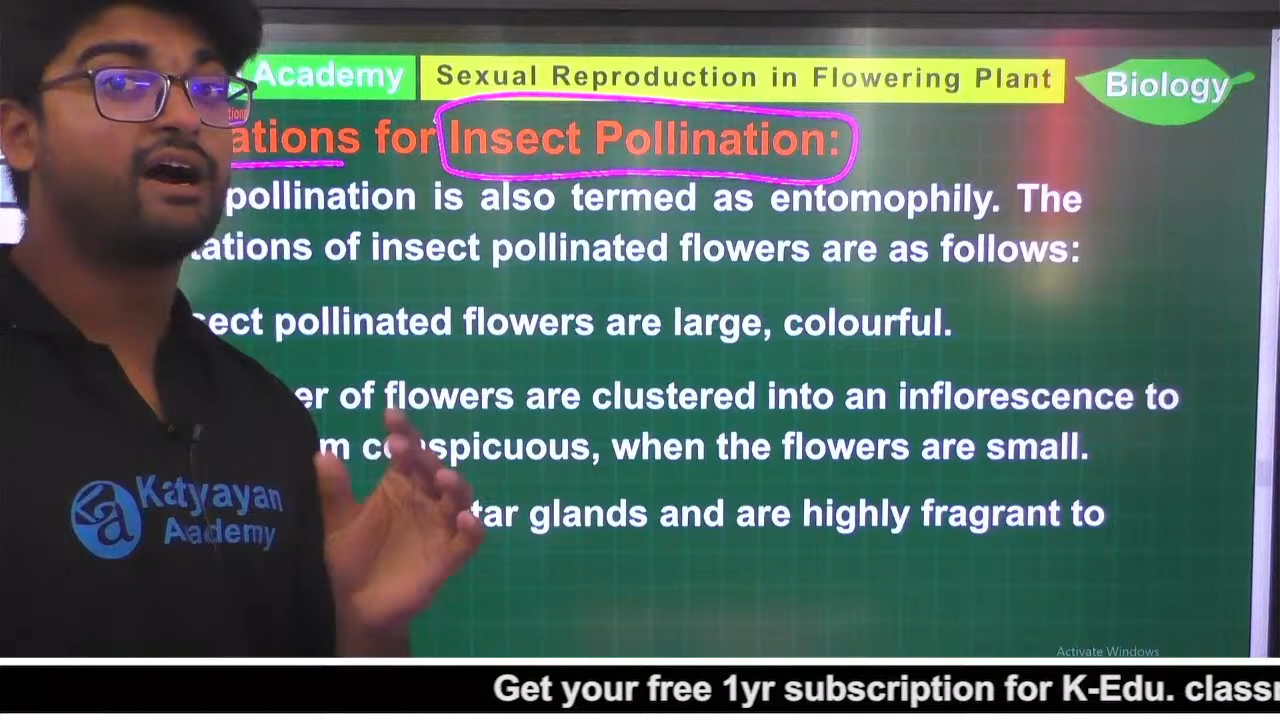 Academy
Sexual Reproduction in Flowering Plant
Biology
ations for Insect Pollination:
pollination is also termed as entomophily. The
tations of insect pollinated flowers are as follows:
sect pollinated flowers are large, colourful.
er of flowers are clustered into an inflorescence to
m conspicuous, when the flowers are small.
tar glands and are highly fragrant to
Katyayan
Aademy
Activate Windows
Get your free 1yr subscription for K-Edu. classr